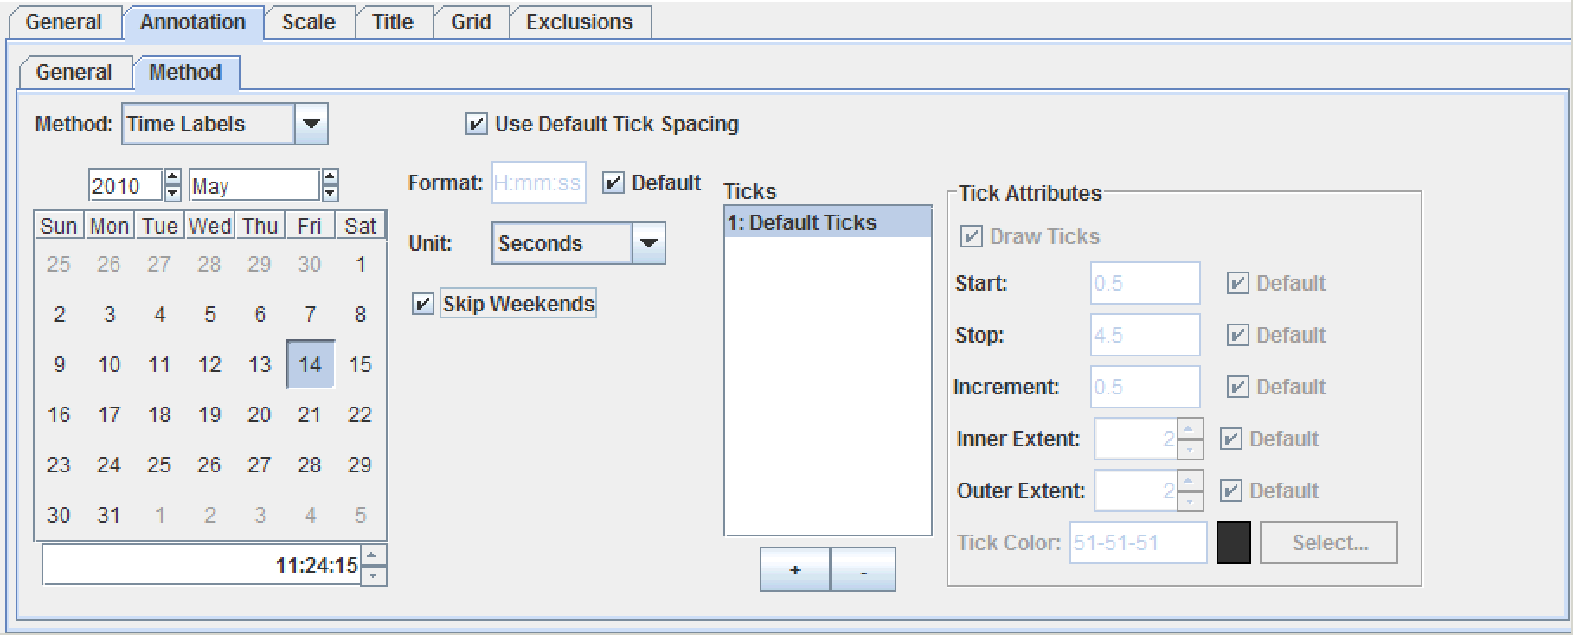 General Annotation Scale Title Grid Exclusions
General Method
Method: Time Labels Use Default Tick Spacing
2010 May
Format: H:mm:ss Default
Sun Mon Tue Wed Thu Fri Sat
25 26 27 28 29 30 1
2 3 4 5 6 7 8
9 10 11 12 13 14 15
16 17 18 19 20 21 22
23 24 25 26 27 28 29
30 31 1 2 3 4 5
11:24:15
Unit: Seconds
Skip Weekends
Ticks
1: Default Ticks
+ -
Tick Attributes
Draw Ticks
Start: 0.5 Default
Stop: 4.5 Default
Increment: 0.5 Default
Inner Extent: 2 Default
Outer Extent: 2 Default
Tick Color: 51-51-51 Select...